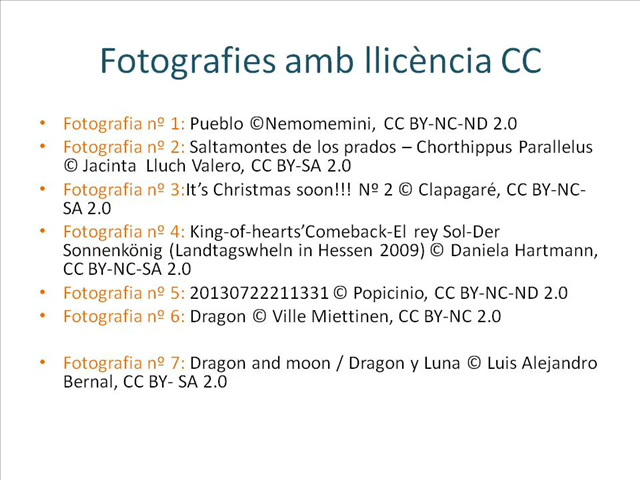 Fotografies amb llicència CC
• Fotografia nº 1: Pueblo ©Nemomemini, CC BY-NC-ND 2.0
• Fotografia nº 2: Saltamontes de los prados – Chorthippus Parallelus
© Jacinta Lluch Valero, CC BY-SA 2.0
• Fotografia nº 3:It's Christmas soon!!! Nº 2 © Clapagaré, CC BY-NC-
SA 2.0
• Fotografia nº 4: King-of-hearts'Comeback-El rey Sol-Der
Sonnenkönig (Landtagswheln in Hessen 2009) © Daniela Hartmann,
CC BY-NC-SA 2.0
• Fotografia nº 5: 20130722211331 © Popicinio, CC BY-NC-ND 2.0
• Fotografia nº 6: Dragon © Ville Miettinen, CC BY-NC 2.0
• Fotografia nº 7: Dragon and moon / Dragon y Luna © Luis Alejandro
Bernal, CC BY- SA 2.0